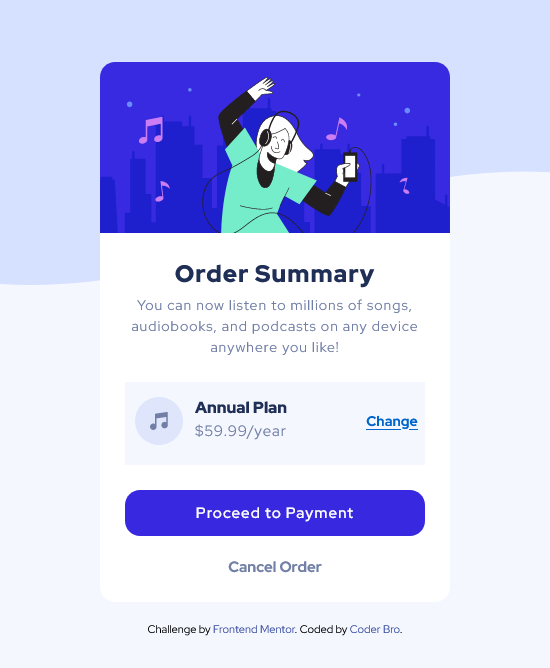 Order Summary
You can now listen to millions of songs,
audiobooks, and podcasts on any device
anywhere you like!
Annual Plan
$59.99/year
Change
Proceed to Payment
Cancel Order
Challenge by Frontend Mentor. Coded by Coder Bro.